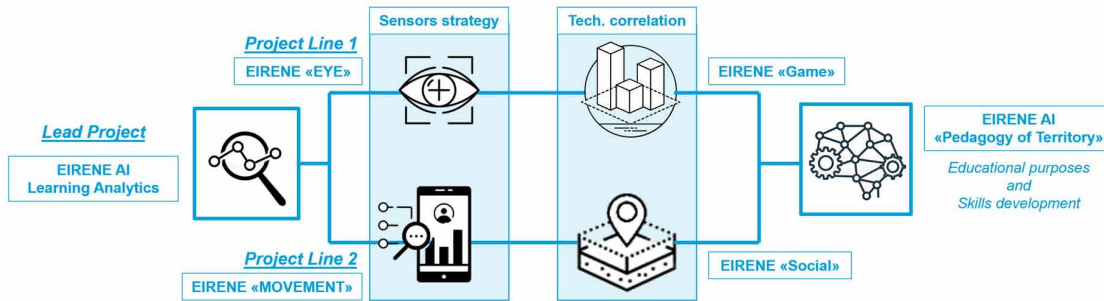 Sensors strategy
Tech. correlation
Project Line 1
EIRENE «EYE»
EIRENE «Game»
Lead Project
EIRENE AI
Learning Analytics
EIRENE AI
«Pedagogy of Territory»
Educational purposes
and
Skills development
Project Line 2
EIRENE «MOVEMENT»
EIRENE «Social»